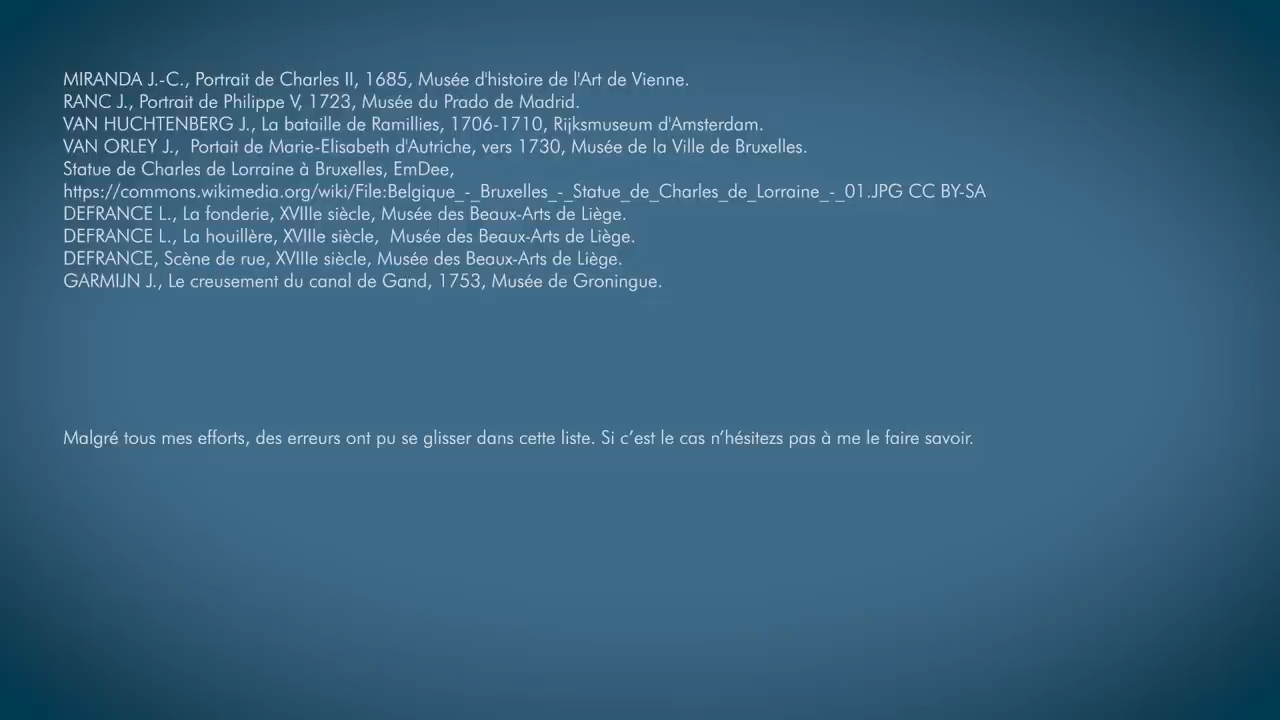 MIRANDA J.-C., Portrait de Charles II, 1685, Musée d'histoire de l'Art de Vienne.
RANC J., Portrait de Philippe V, 1723, Musée du Prado de Madrid.
VAN HUCHTENBERG J., La bataille de Ramillies, 1706-1710, Rijksmuseum d'Amsterdam.
VAN ORLEY J.,  Portait de Marie-Elisabeth d'Autriche, vers 1730, Musée de la Ville de Bruxelles.
Statue de Charles de Lorraine à Bruxelles, EmDee,
https://commons.wikimedia.org/wiki/File:Belgique_-_Bruxelles_-_Statue_de_Charles_de_Lorraine_-_01.JPG CC BY-SA
DEFRANCE L., La fonderie, XVIIIe siècle, Musée des Beaux-Arts de Liège.
DEFRANCE L., La houillère, XVIIIe siècle,  Musée des Beaux-Arts de Liège.
DEFRANCE, Scène de rue, XVIIIe siècle, Musée des Beaux-Arts de Liège.
GARMIJN J., Le creusement du canal de Gand, 1753, Musée de Groningue.
Malgré tous mes efforts, des erreurs ont pu se glisser dans cette liste. Si c’est le cas n’hésitezs pas à me le faire savoir.